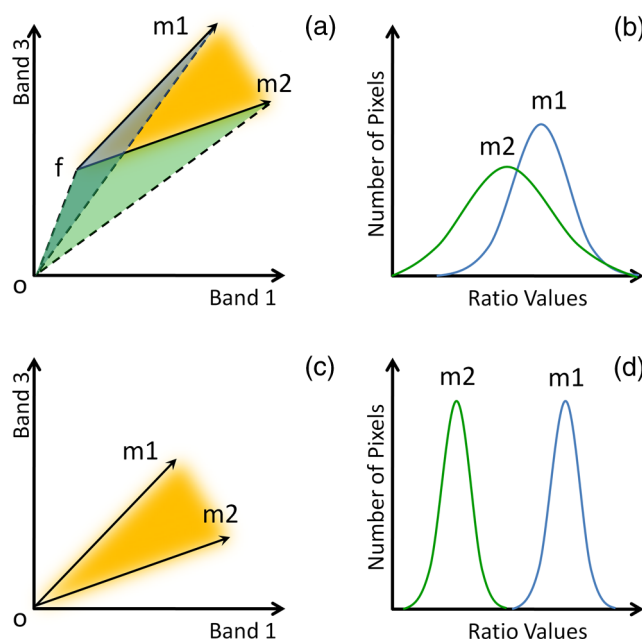 (a)
Band 3
m1
m2
f
O
Band 1
(b)
Number of Pixels
m1
m2
Ratio Values
(c)
Band 3
m1
m2
O
Band 1
(d)
Number of Pixels
m2
m1
Ratio Values